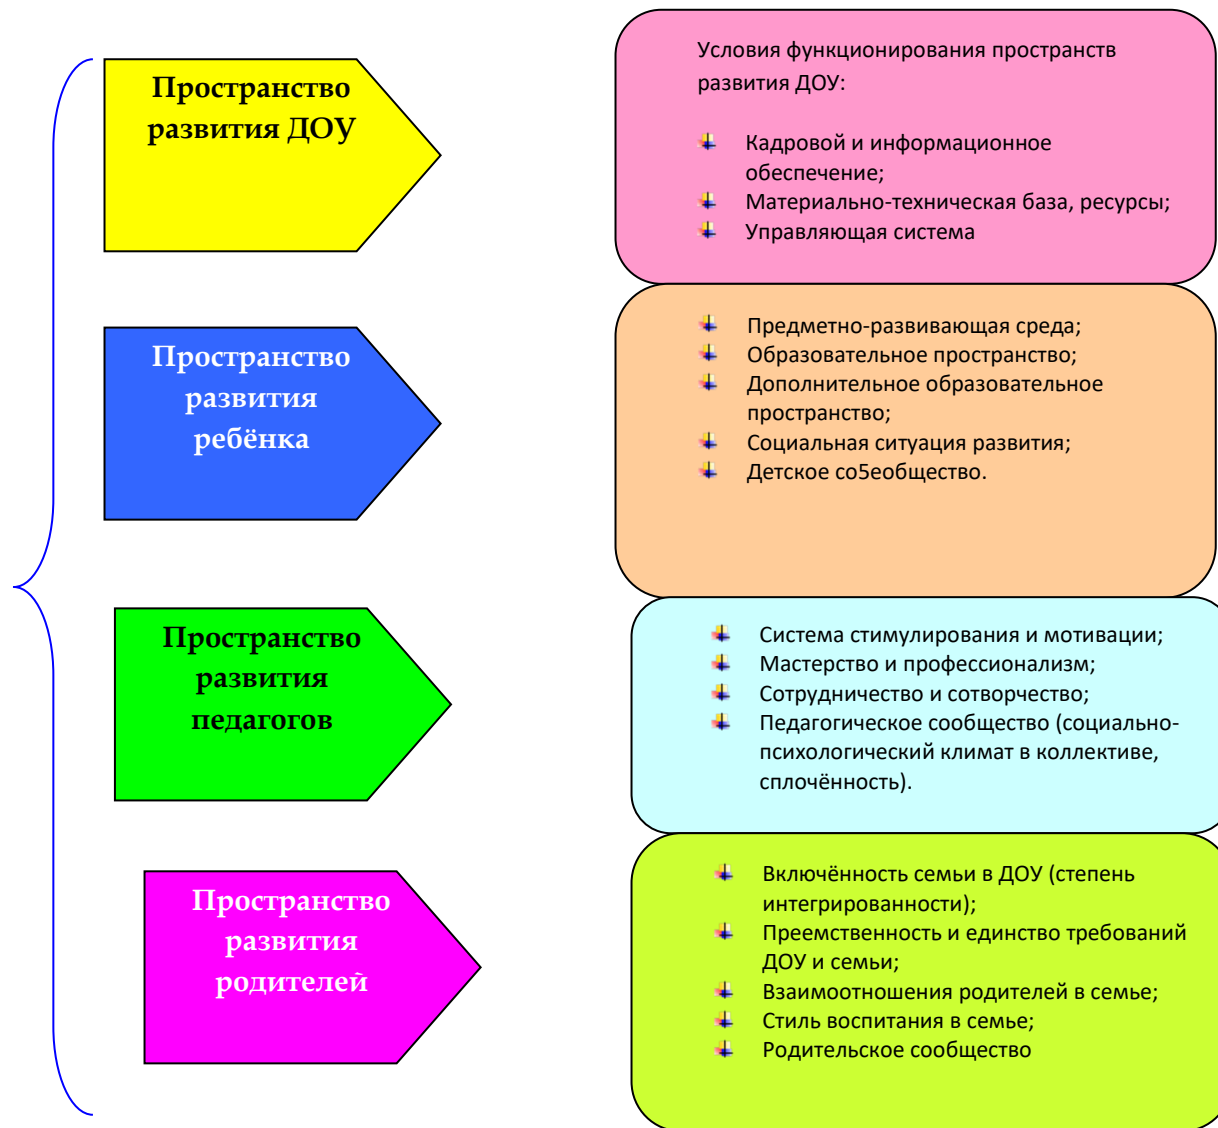 Пространство
развития ДОУ
Условия функционирования пространств
развития ДОУ:
Кадровой и информационное
обеспечение;
Материально-техническая база, ресурсы;
Управляющая система
Пространство
развития
ребёнка
Предметно-развивающая среда;
Образовательное пространство;
Дополнительное образовательное
пространство;
Социальная ситуация развития;
Детское со5еобщество.
Пространство
развития
педагогов
Система стимулирования и мотивации;
Мастерство и профессионализм;
Сотрудничество и сотворчество;
Педагогическое сообщество (социально-
психологический климат в коллективе,
сплочённость).
Пространство
развития
родителей
Включённость семьи в ДОУ (степень
интегрированности);
Преемственность и единство требований
ДОУ и семьи;
Взаимоотношения родителей в семье;
Стиль воспитания в семье;
Родительское сообщество